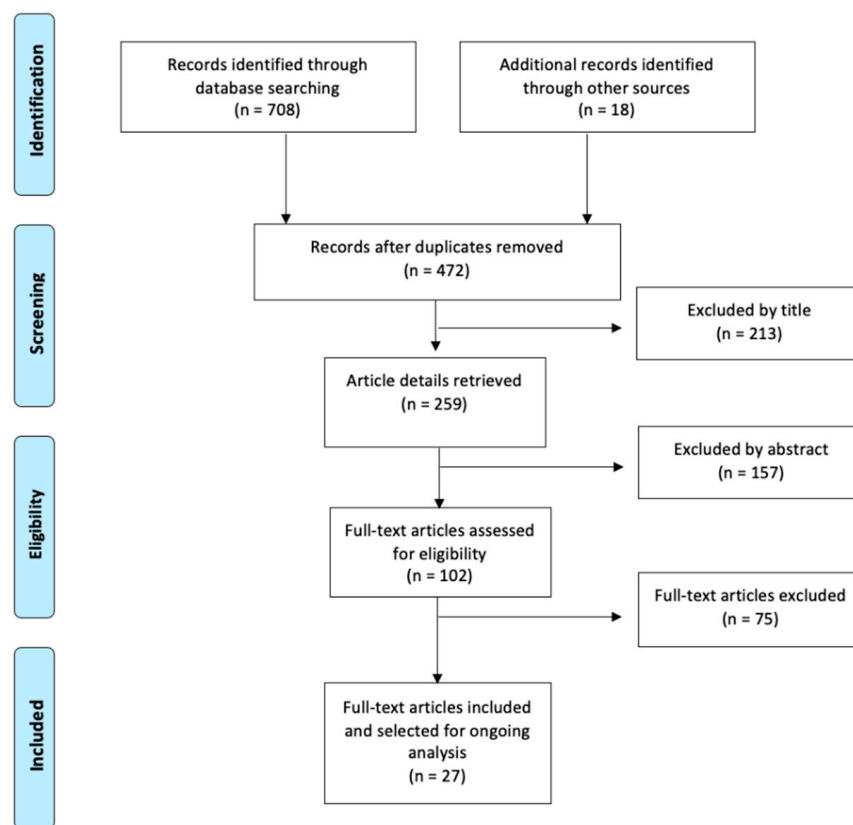 Identification
Records identified through
database searching
(n = 708)
Additional records identified
through other sources
(n = 18)
Screening
Records after duplicates removed
(n = 472)
Excluded by title
(n = 213)
Article details retrieved
(n = 259)
Eligibility
Excluded by abstract
(n = 157)
Full-text articles assessed
for eligibility
(n = 102)
Full-text articles excluded
(n = 75)
Included
Full-text articles included
and selected for ongoing
analysis
(n = 27)